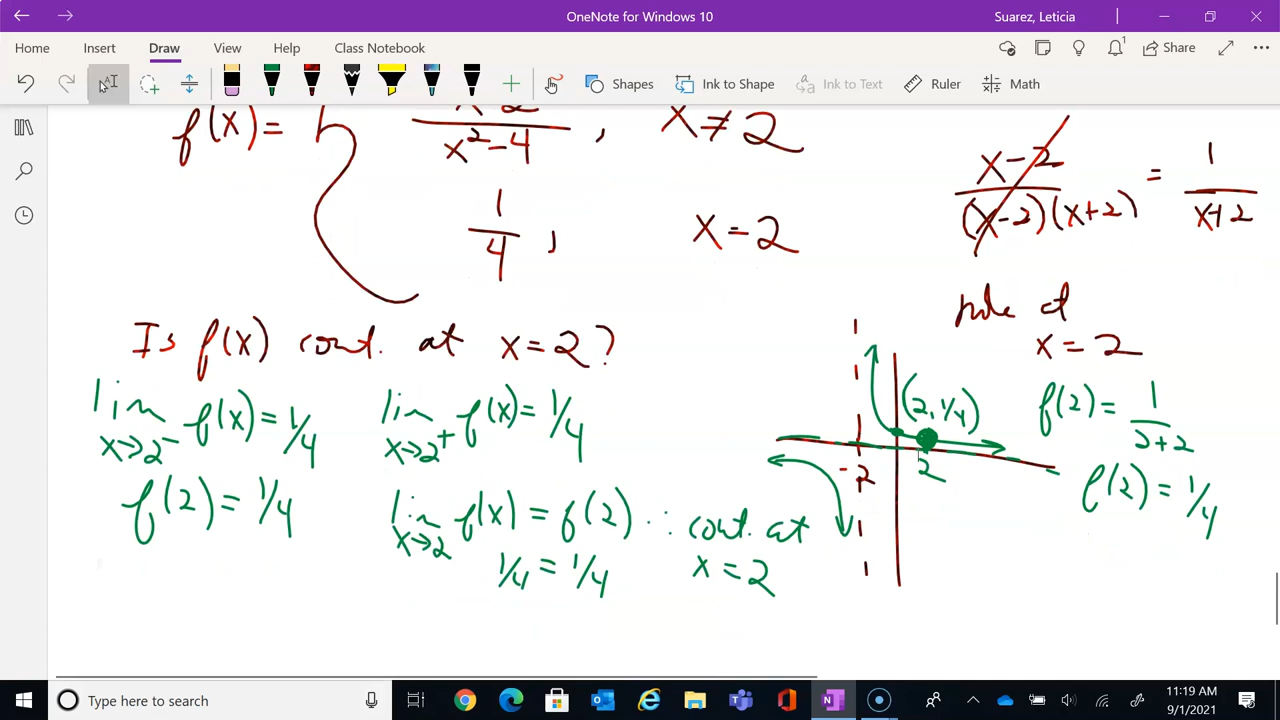 OneNote for Windows 10
Suarez, Leticia
Home Insert Draw View Help Class Notebook
Share
Shapes Ink to Shape Ink to Text Ruler Math
f(x)= { x-2 / x²-4 , x≠2
1/4 , x=2
x-2 / (x-2)(x+2) = 1 / x+2
hole at
x=2
Is f(x) cont. at x=2?
lim x→2⁻ f(x)=1/4 lim x→2⁺ f(x)=1/4
f(2)=1/4
lim x→2 f(x)=f(2) ∴ cont. at
1/4=1/4 x=2
(2,1/4)
-2 2
f(2)= 1 / 2+2
f(2)=1/4
Type here to search
11:19 AM
9/1/2021